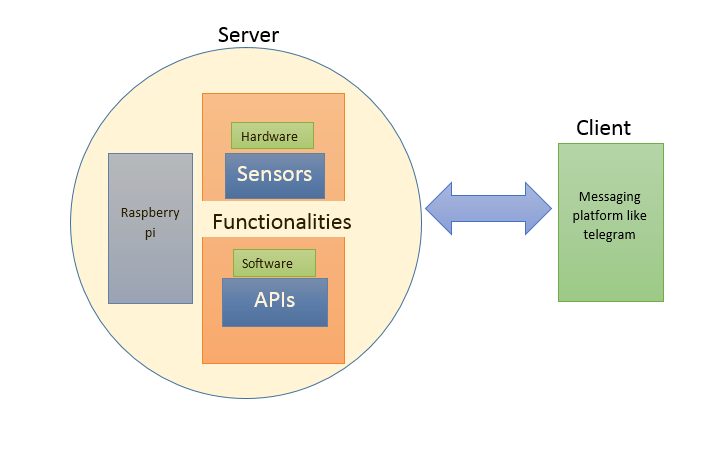 Server
Hardware
Sensors
Raspberry
pi
Functionalities
Software
APIs
Client
Messaging
platform like
telegram